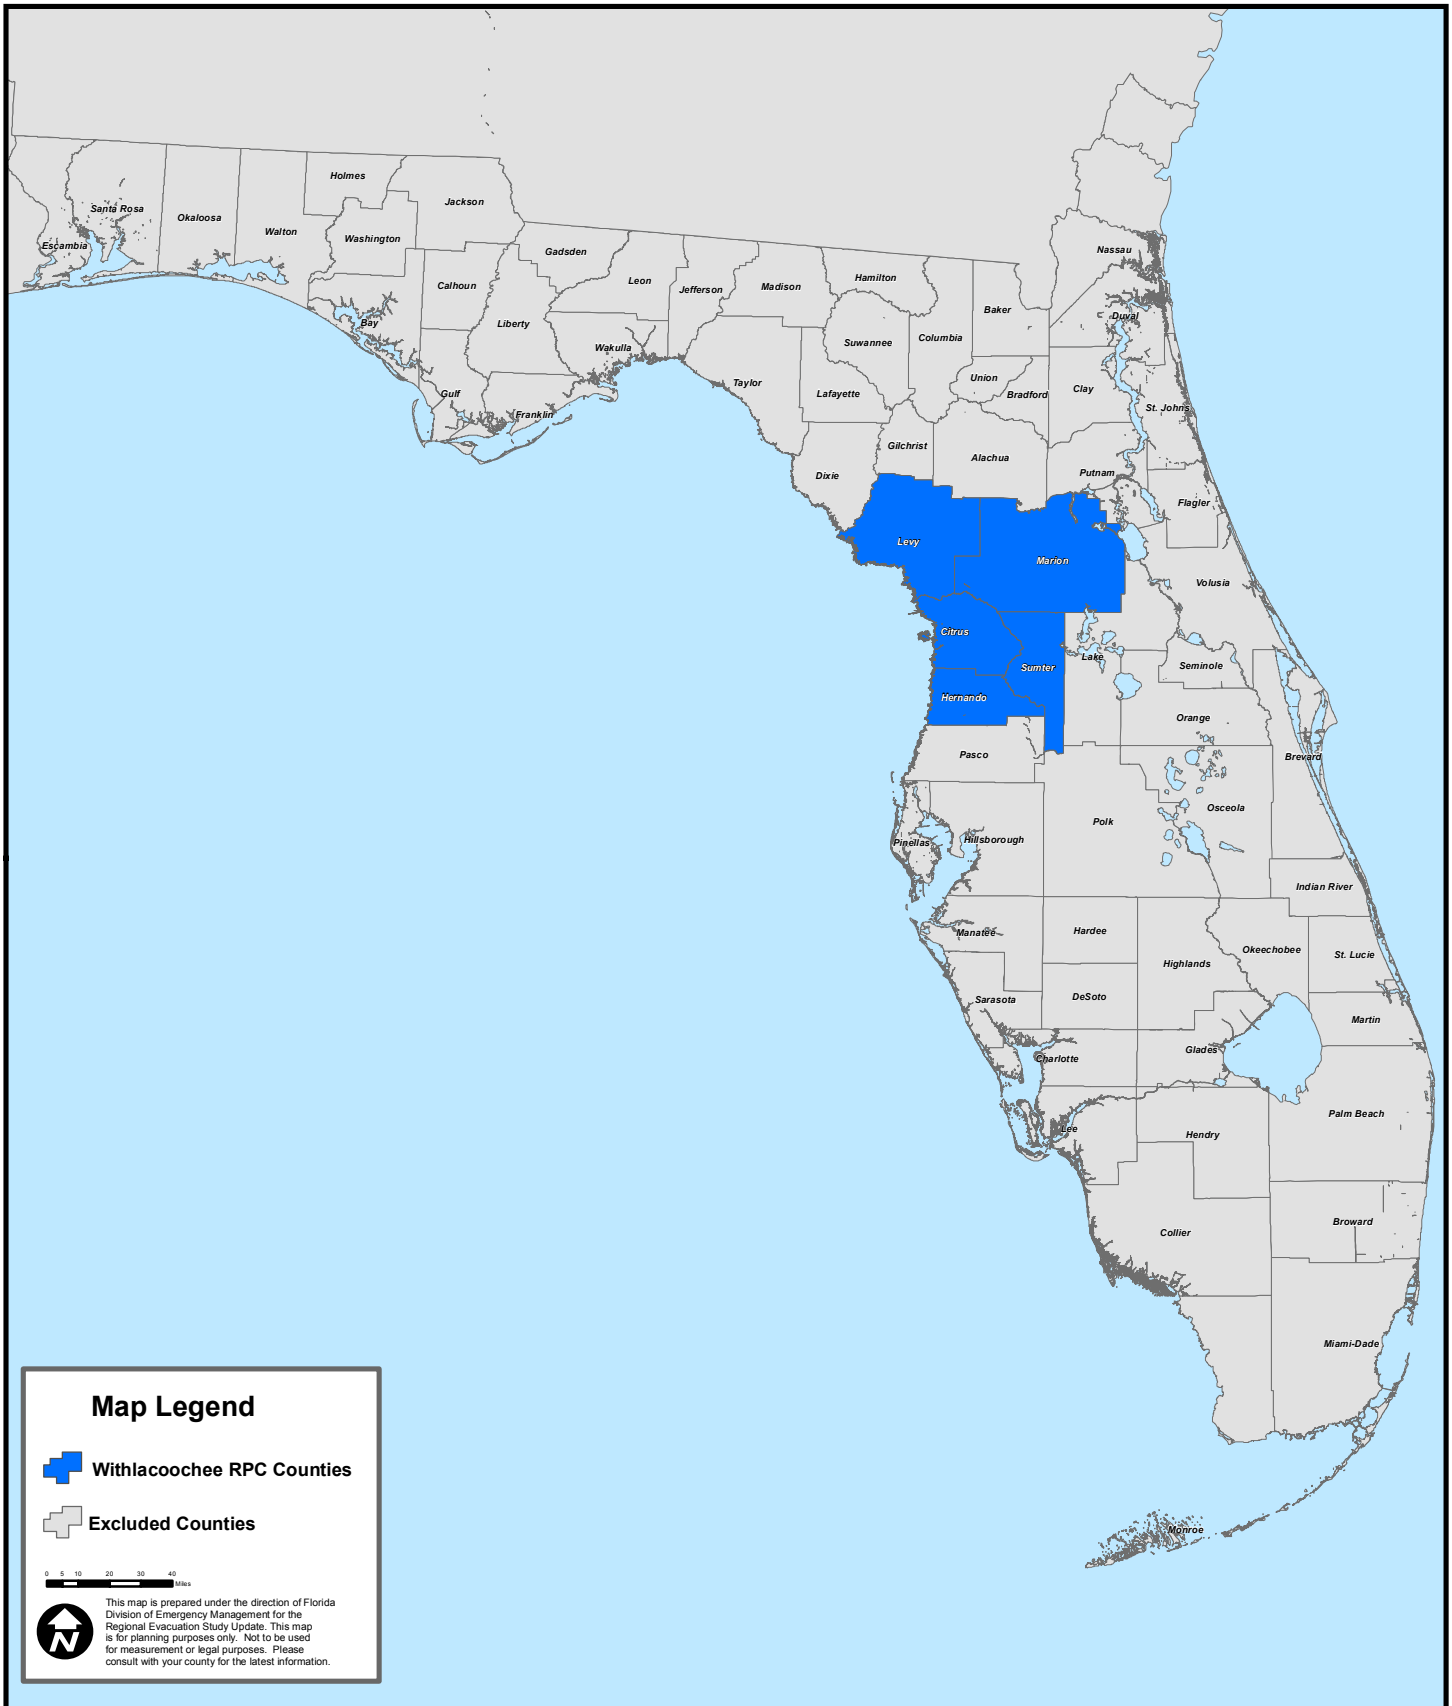 Holmes
Jackson
Santa Rosa
Okaloosa
Walton
Washington
Escambia
Gadsden
Nassau
Leon
Hamilton
Calhoun
Jefferson
Madison
Baker
Bay
Liberty
Duval
Wakulla
Suwannee
Columbia
Taylor
Union
Lafayette
Bradford
Clay
Gulf
St. Johns
Franklin
Gilchrist
Alachua
Dixie
Putnam
Flagler
Levy
Marion
Volusia
Citrus
Lake
Sumter
Seminole
Hernando
Orange
Pasco
Brevard
Osceola
Polk
Pinellas
Hillsborough
Indian River
Manatee
Hardee
Okeechobee
St. Lucie
Highlands
Sarasota
DeSoto
Martin
Charlotte
Glades
Palm Beach
Lee
Hendry
Broward
Collier
Miami-Dade
Monroe
Map Legend
Withlacoochee RPC Counties
Excluded Counties
0 5 10 20 30 40
Miles
N
This map is prepared under the direction of Florida
Division of Emergency Management for the
Regional Evacuation Study Update. This map
is for planning purposes only. Not to be used
for measurement or legal purposes. Please
consult with your county for the latest information.